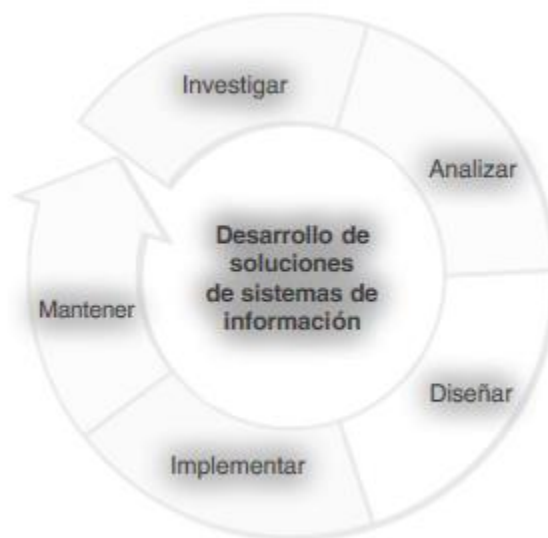 Investigar
Analizar
Desarrollo de
soluciones
de sistemas de
información
Mantener
Diseñar
Implementar